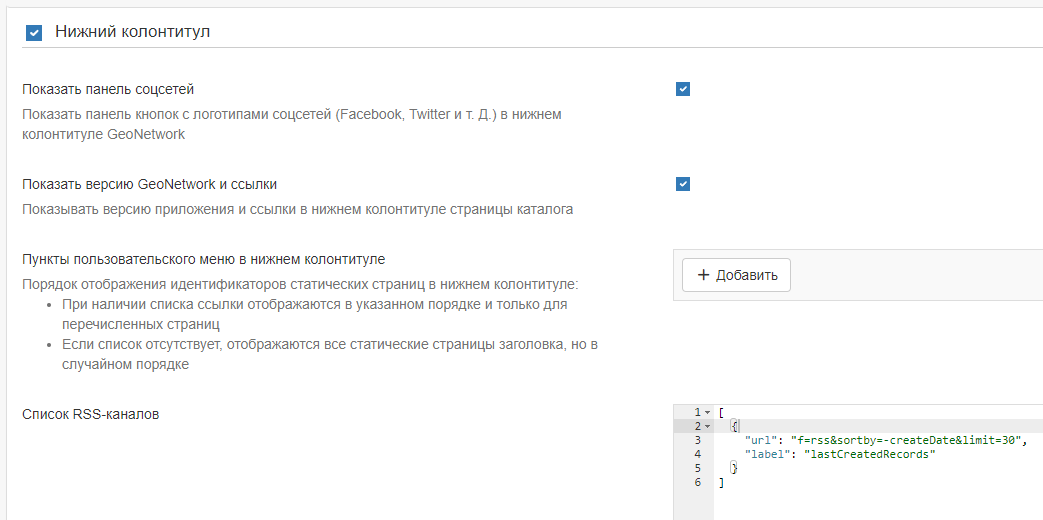 Нижний колонтитул
Показать панель соцсетей
Показать панель кнопок с логотипами соцсетей (Facebook, Twitter и т. Д.) в нижнем
колонтитуле GeoNetwork
Показать версию GeoNetwork и ссылки
Показывать версию приложения и ссылки в нижнем колонтитуле страницы каталога
Пункты пользовательского меню в нижнем колонтитуле
Порядок отображения идентификаторов статических страниц в нижнем колонтитуле:
• При наличии списка ссылки отображаются в указанном порядке и только для
перечисленных страниц
• Если список отсутствует, отображаются все статические страницы заголовка, но в
случайном порядке
+ Добавить
Список RSS-каналов
1 [
2 {
3 "url": "f=rss&sortby=-createDate&limit=30",
4 "label": "lastCreatedRecords"
5 }
6 ]